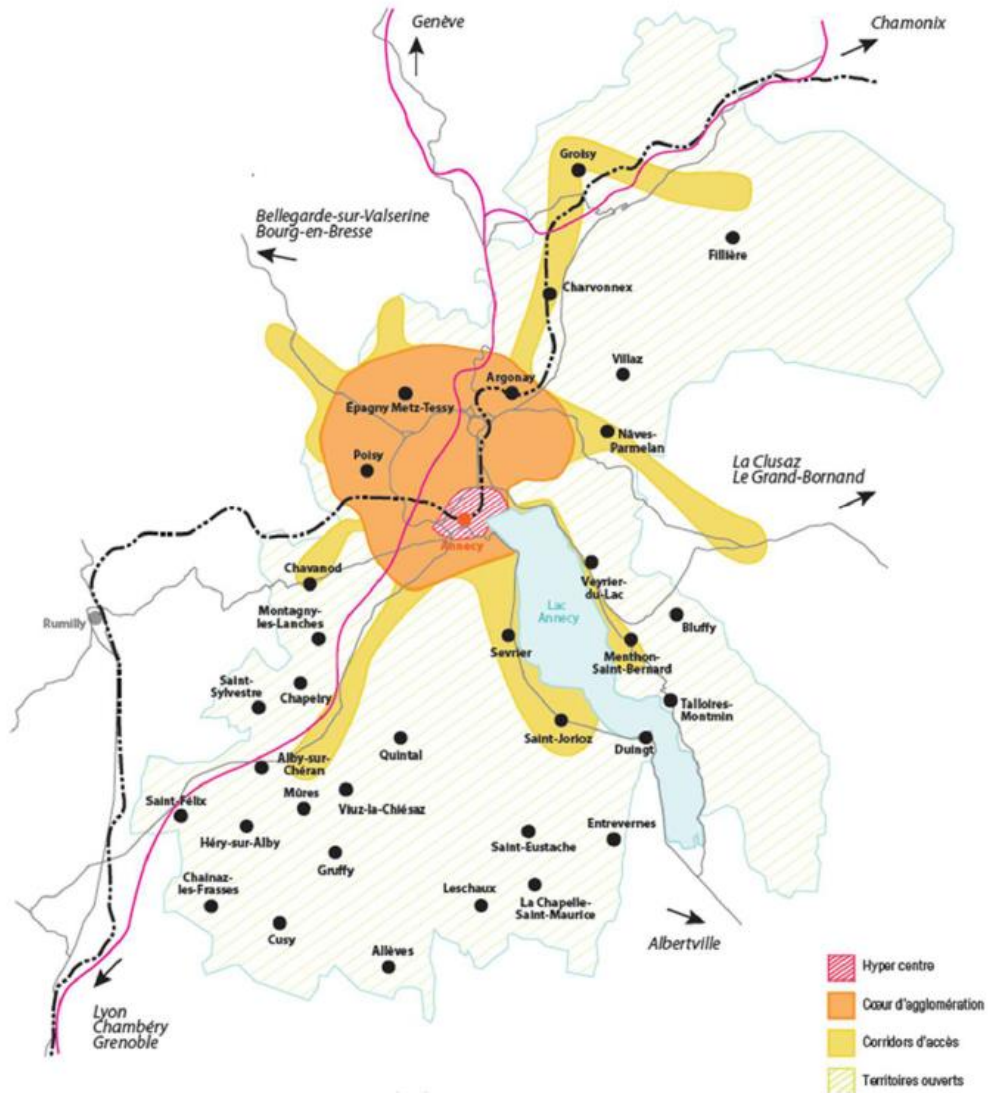 Genève
Chamonix
Groisy
Bellegarde-sur-Valserine
Bourg-en-Bresse
Fillière
Charvonnex
Villaz
Argonay
Épagny Metz-Tessy
Nâves-
Parmelan
Poisy
La Clusaz
Le Grand-Bornand
Annecy
Chavanod
Veyrier-
du-Lac
Lac
Annecy
Montagny-
les-Lanches
Rumilly
Bluffy
Sevrier
Menthon-
Saint-Bernard
Saint-
Sylvestre
Chapeiry
Talloires-
Montmin
Saint-Jorioz
Duingt
Quintal
Alby-sur-
Chéran
Saint-Félix
Mûres
Viuz-la-Chiésaz
Héry-sur-Alby
Saint-Eustache
Entrevernes
Gruffy
Chainaz-
les-Frasses
Leschaux
La Chapelle-
Saint-Maurice
Cusy
Allèves
Albertville
Lyon
Chambéry
Grenoble
Hyper centre
Cœur d'agglomération
Corridors d'accès
Territoires ouverts